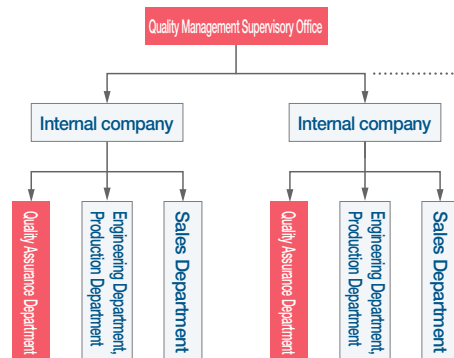 Quality Management Supervisory Office
Internal company
Internal company
Quality Assurance Department
Engineering Department,
Production Department
Sales Department
Quality Assurance Department
Engineering Department,
Production Department
Sales Department